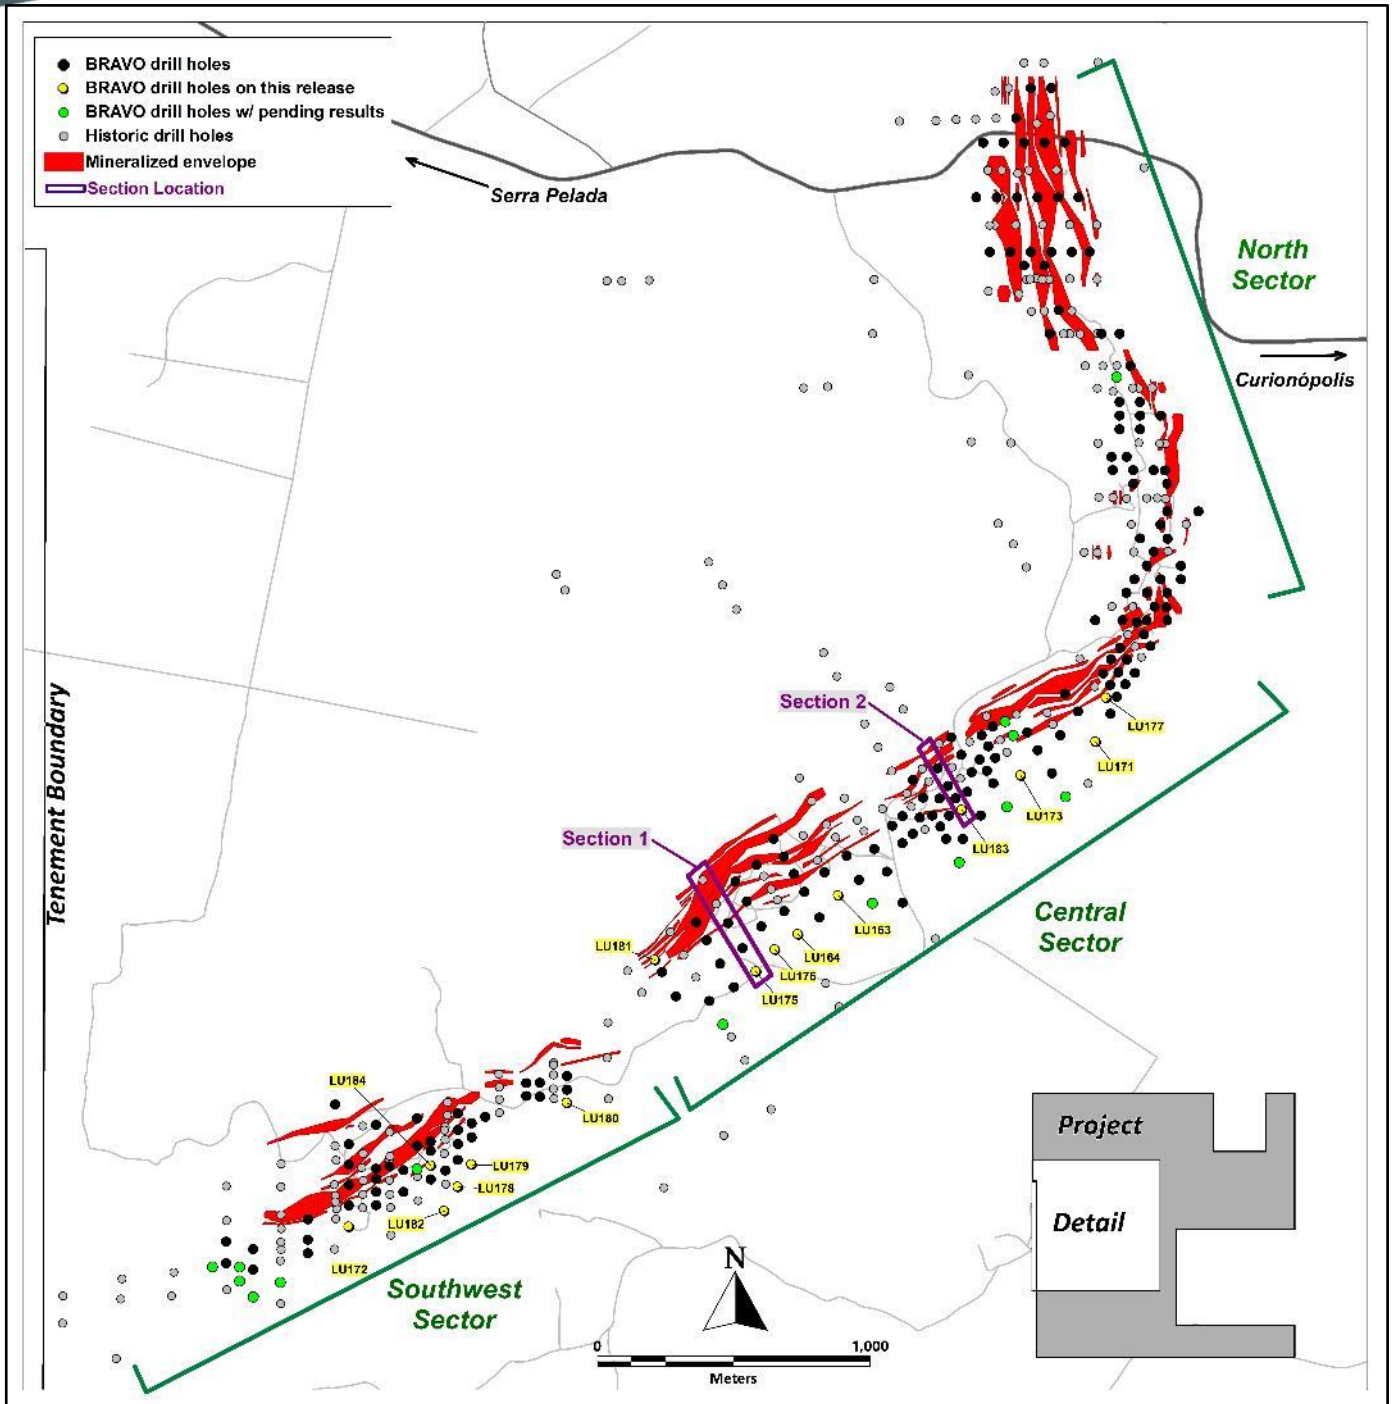 BRAVO drill holes
BRAVO drill holes on this release
BRAVO drill holes w/ pending results
Historic drill holes
Mineralized envelope
Section Location
Serra Pelada
North
Sector
Curionópolis
Tenement Boundary
Section 2
LU177
LU171
LU173
Section 1
LU183
Central
Sector
LU163
LU181
LU164
LU176
LU175
LU184
LU180
LU179
LU178
LU182
LU172
Southwest
Sector
N
0
1,000
Meters
Project
Detail